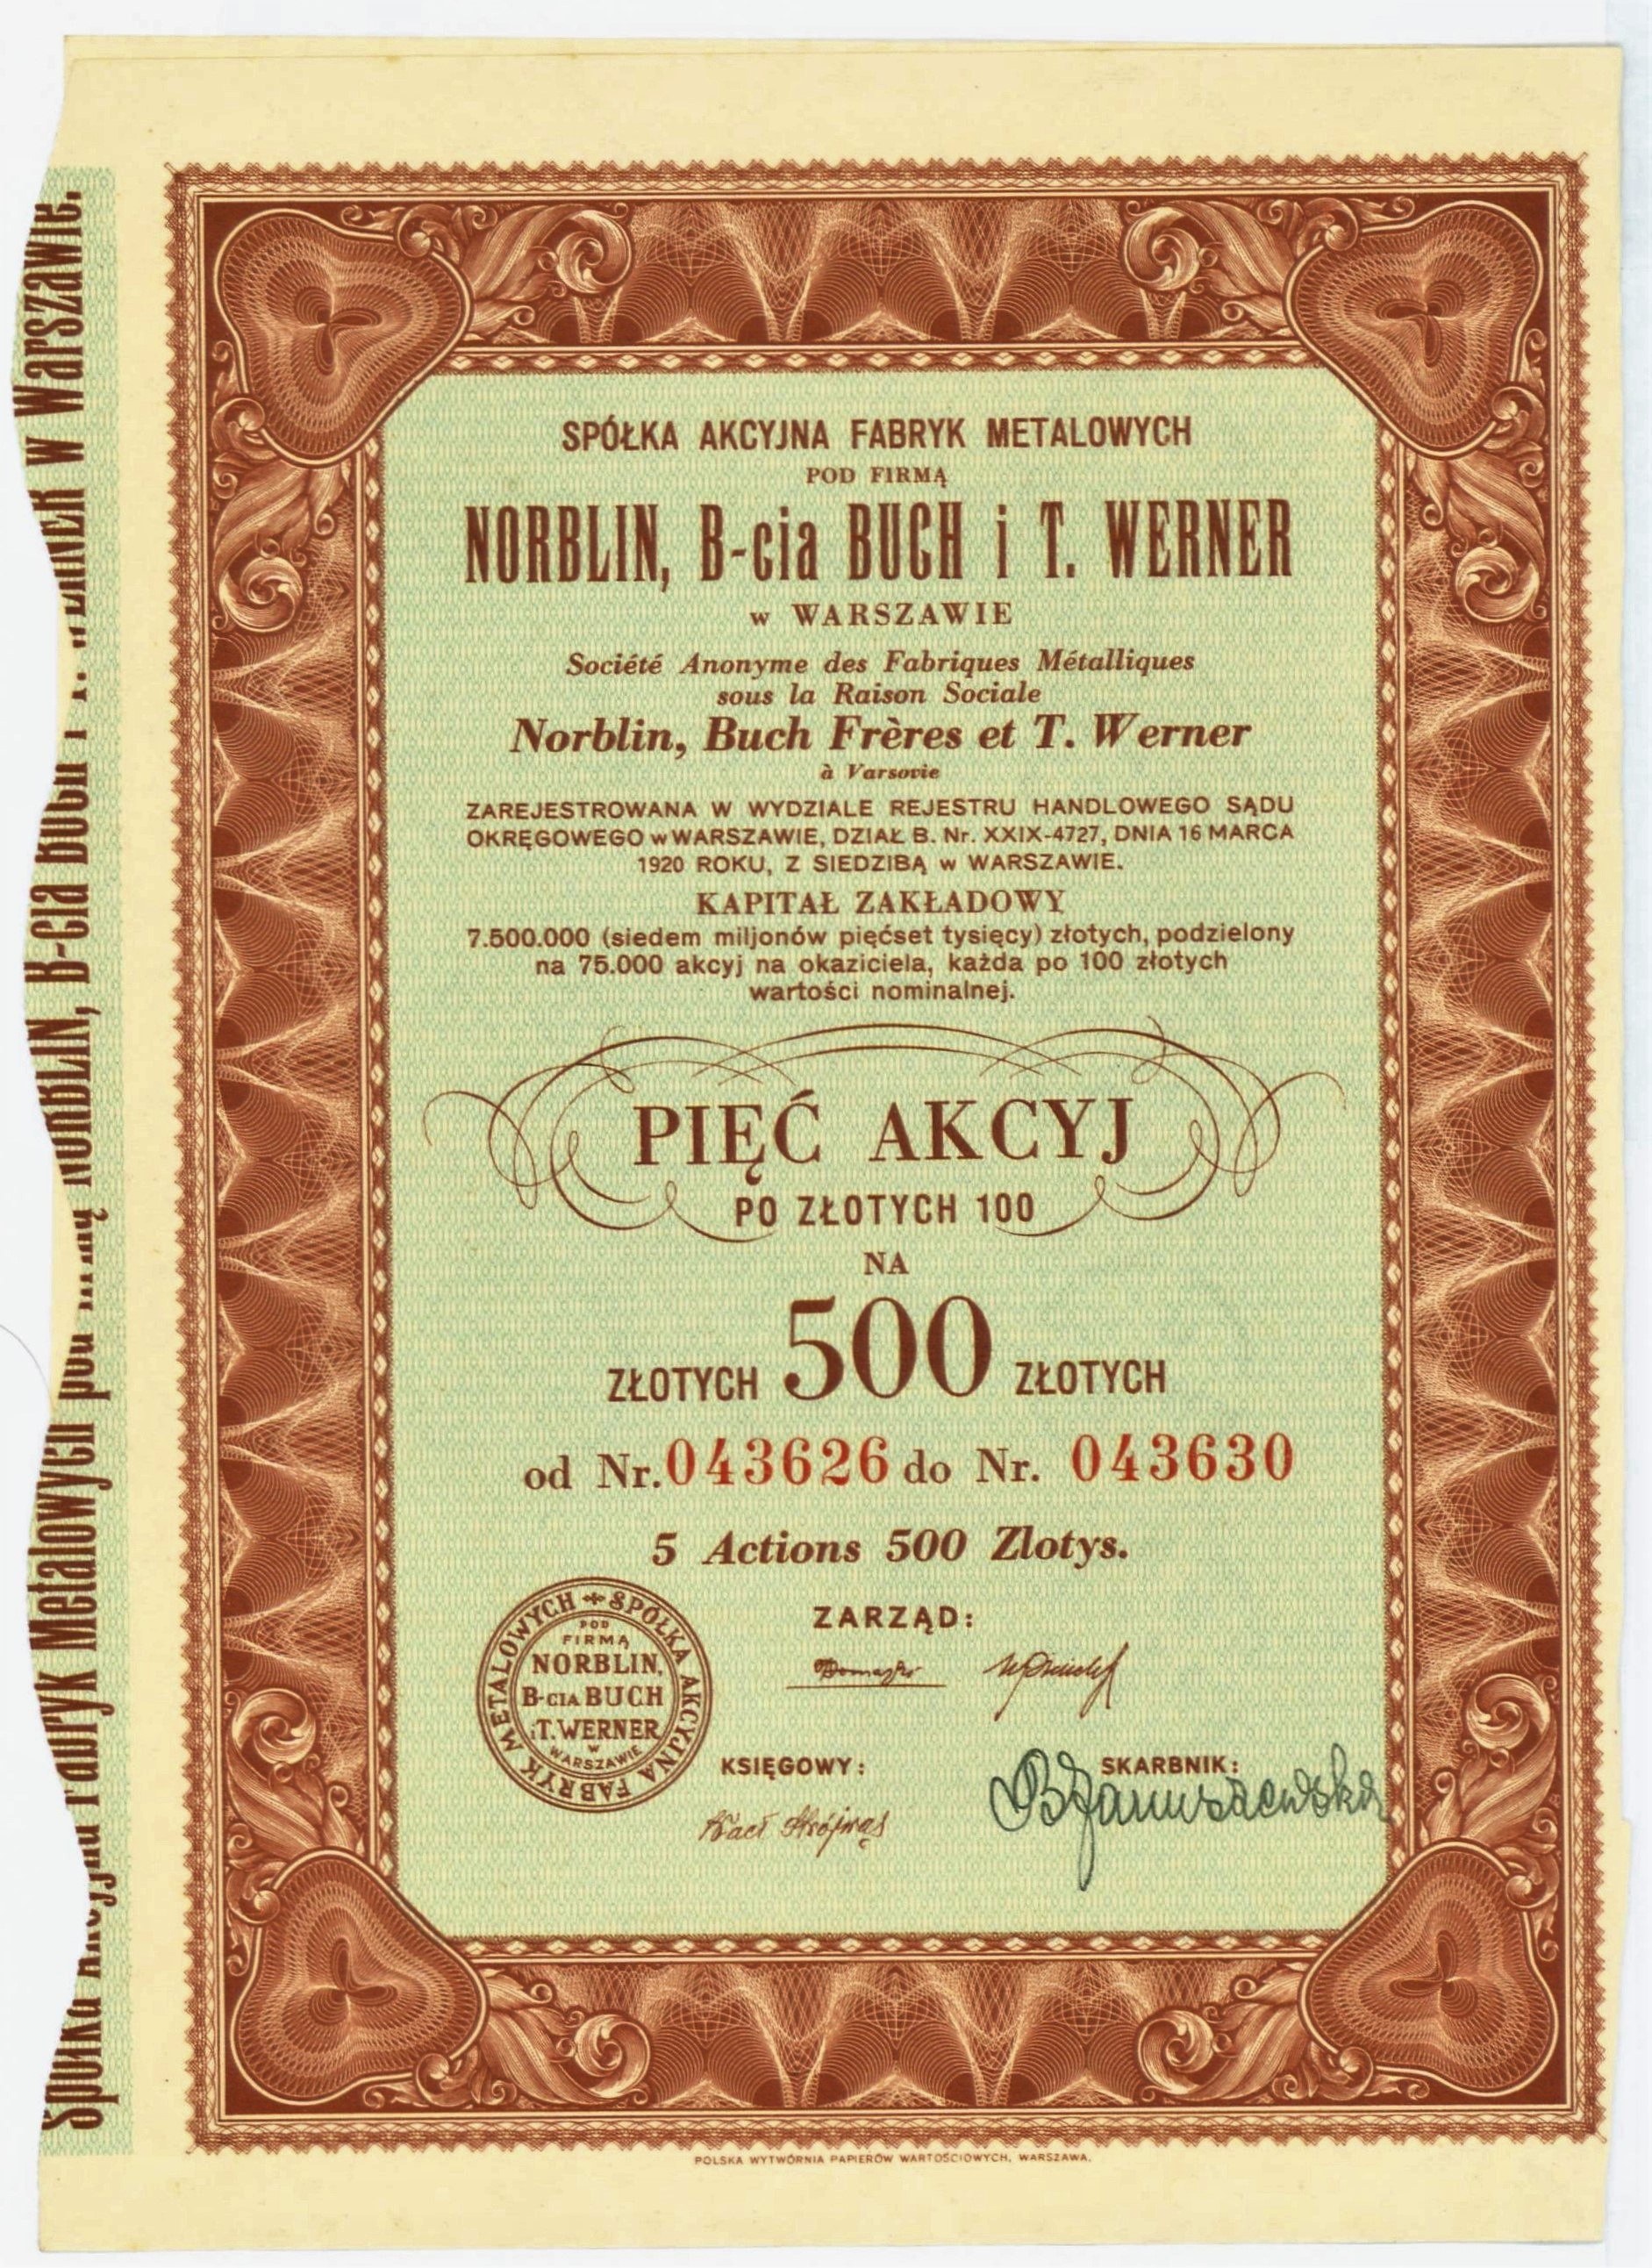 SPÓŁKA AKCYJNA FABRYK METALOWYCH
POD FIRMĄ
NORBLIN, B-cia BUCH i T. WERNER
w WARSZAWIE
Société Anonyme des Fabriques Métalliques
sous la Raison Sociale
Norblin, Buch Frères et T. Werner
à Varsovie
ZAREJESTROWANA W WYDZIALE REJESTRU HANDLOWEGO SĄDU
OKRĘGOWEGO w WARSZAWIE, DZIAŁ B. Nr. XXIX-4727, DNIA 16 MARCA
1920 ROKU, Z SIEDZIBĄ w WARSZAWIE.
KAPITAŁ ZAKŁADOWY
7.500.000 (siedem miljonów pięćset tysięcy) złotych, podzielony
na 75.000 akcyj na okaziciela, każda po 100 złotych
wartości nominalnej.
PIĘĆ AKCYJ
PO ZŁOTYCH 100
NA
ZŁOTYCH 500 ZŁOTYCH
od Nr. 043626 do Nr. 043630
5 Actions 500 Zlotys.
ZARZĄD:
SPÓŁKA AKCYJNA FABRYK METALOWYCH
POD
FIRMĄ
NORBLIN,
B-CIA BUCH
i T. WERNER
W
WARSZAWIE
KSIĘGOWY:
SKARBNIK:
B Januszewska
POLSKA WYTWÓRNIA PAPIERÓW WARTOŚCIOWYCH, WARSZAWA.
Spółka Akcyjna Fabryk Metalowych pod firmą NORBLIN, B-cia BUCH i T. WERNER w Warszawie.